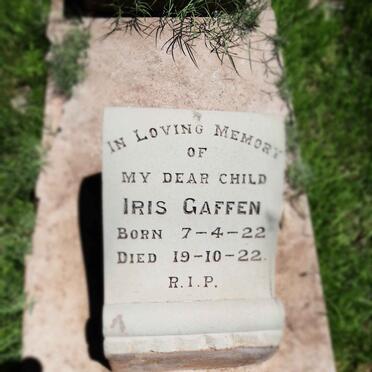 IN LOVING MEMORY
OF
MY DEAR CHILD
IRIS GAFFEN
BORN 7-4-22
DIED 19-10-22.
R.I.P.